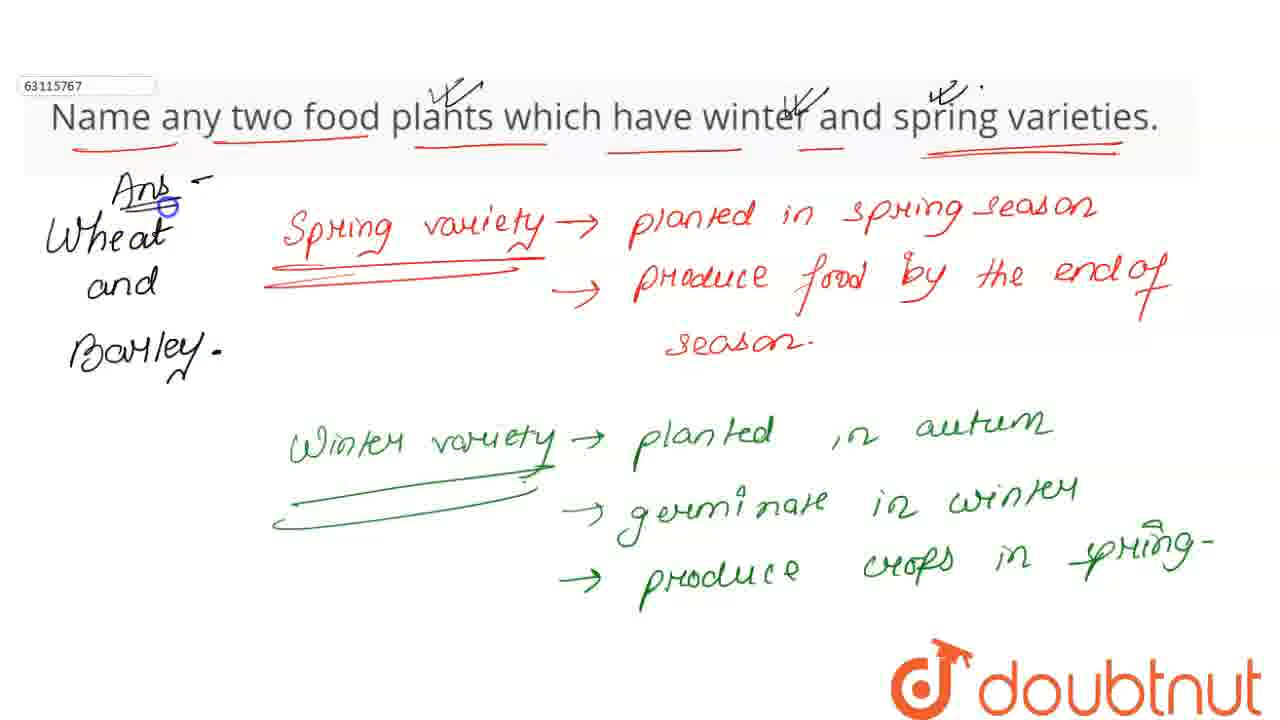 63115767
Name any two food plants which have winter and spring varieties.
Ans -
Wheat
and
Barley.
Spring variety → planted in spring season
→ produce food by the end of
season.
Winter variety → planted in autum
→ germinate in winter
→ produce crops in spring-
doubtnut